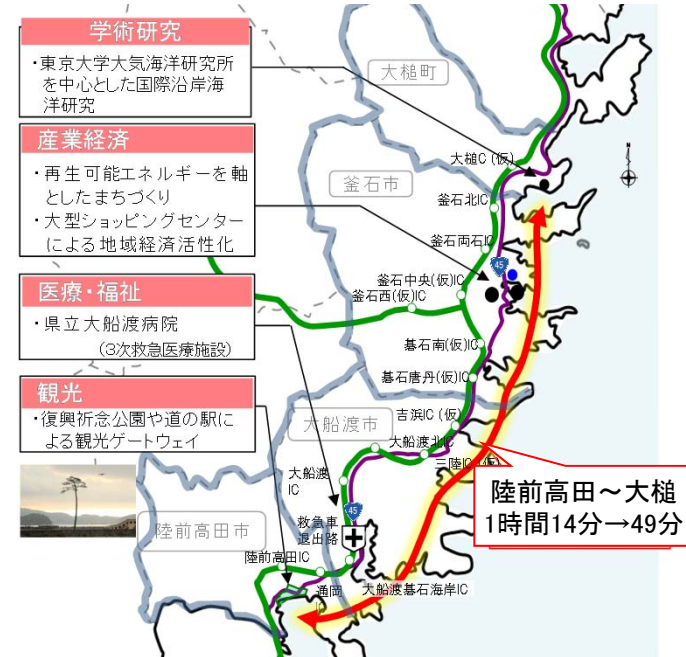 学術研究
・東京大学大気海洋研究所
を中心とした国際沿岸海
洋研究
産業経済
・再生可能エネルギーを軸
としたまちづくり
・大型ショッピングセンター
による地域経済活性化
医療・福祉
・県立大船渡病院
(3次救急医療施設)
観光
・復興祈念公園や道の駅に
よる観光ゲートウェイ
大槌町
大槌IC (仮)
釜石市
釜石北IC
釜石両石IC
45
釜石中央(仮)IC
釜石西(仮)IC
碁石南(仮)IC
碁石唐丹(仮)IC
吉浜IC (仮)
大船渡市
大船渡北IC
三陸IC (仮)
大船渡
IC
陸前高田～大槌
1時間14分→49分
45
救急車
退出路
陸前高田市
陸前高田IC
通岡
大船渡碁石海岸IC